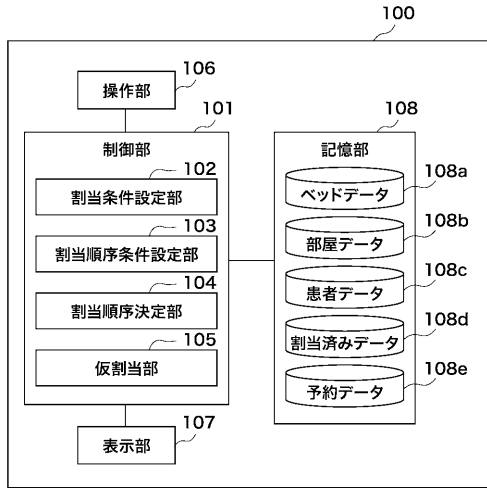 100
106
操作部
101
制御部
102
割当条件設定部
103
割当順序条件設定部
104
割当順序決定部
105
仮割当部
表示部
107
108
記憶部
108a
ベッドデータ
108b
部屋データ
108c
患者データ
108d
割当済みデータ
108e
予約データ